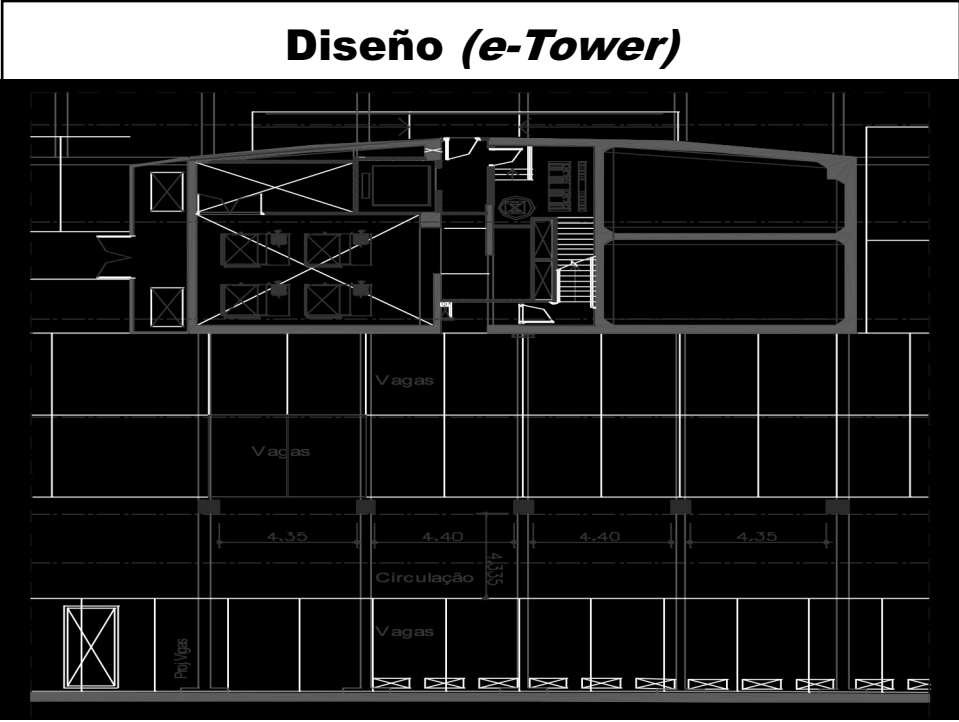 Diseño (e-Tower)
Vagas
Vagas
4.35 4.40 4.40 4.35
4.335
Circulação
Vagas
Proj.Vigas